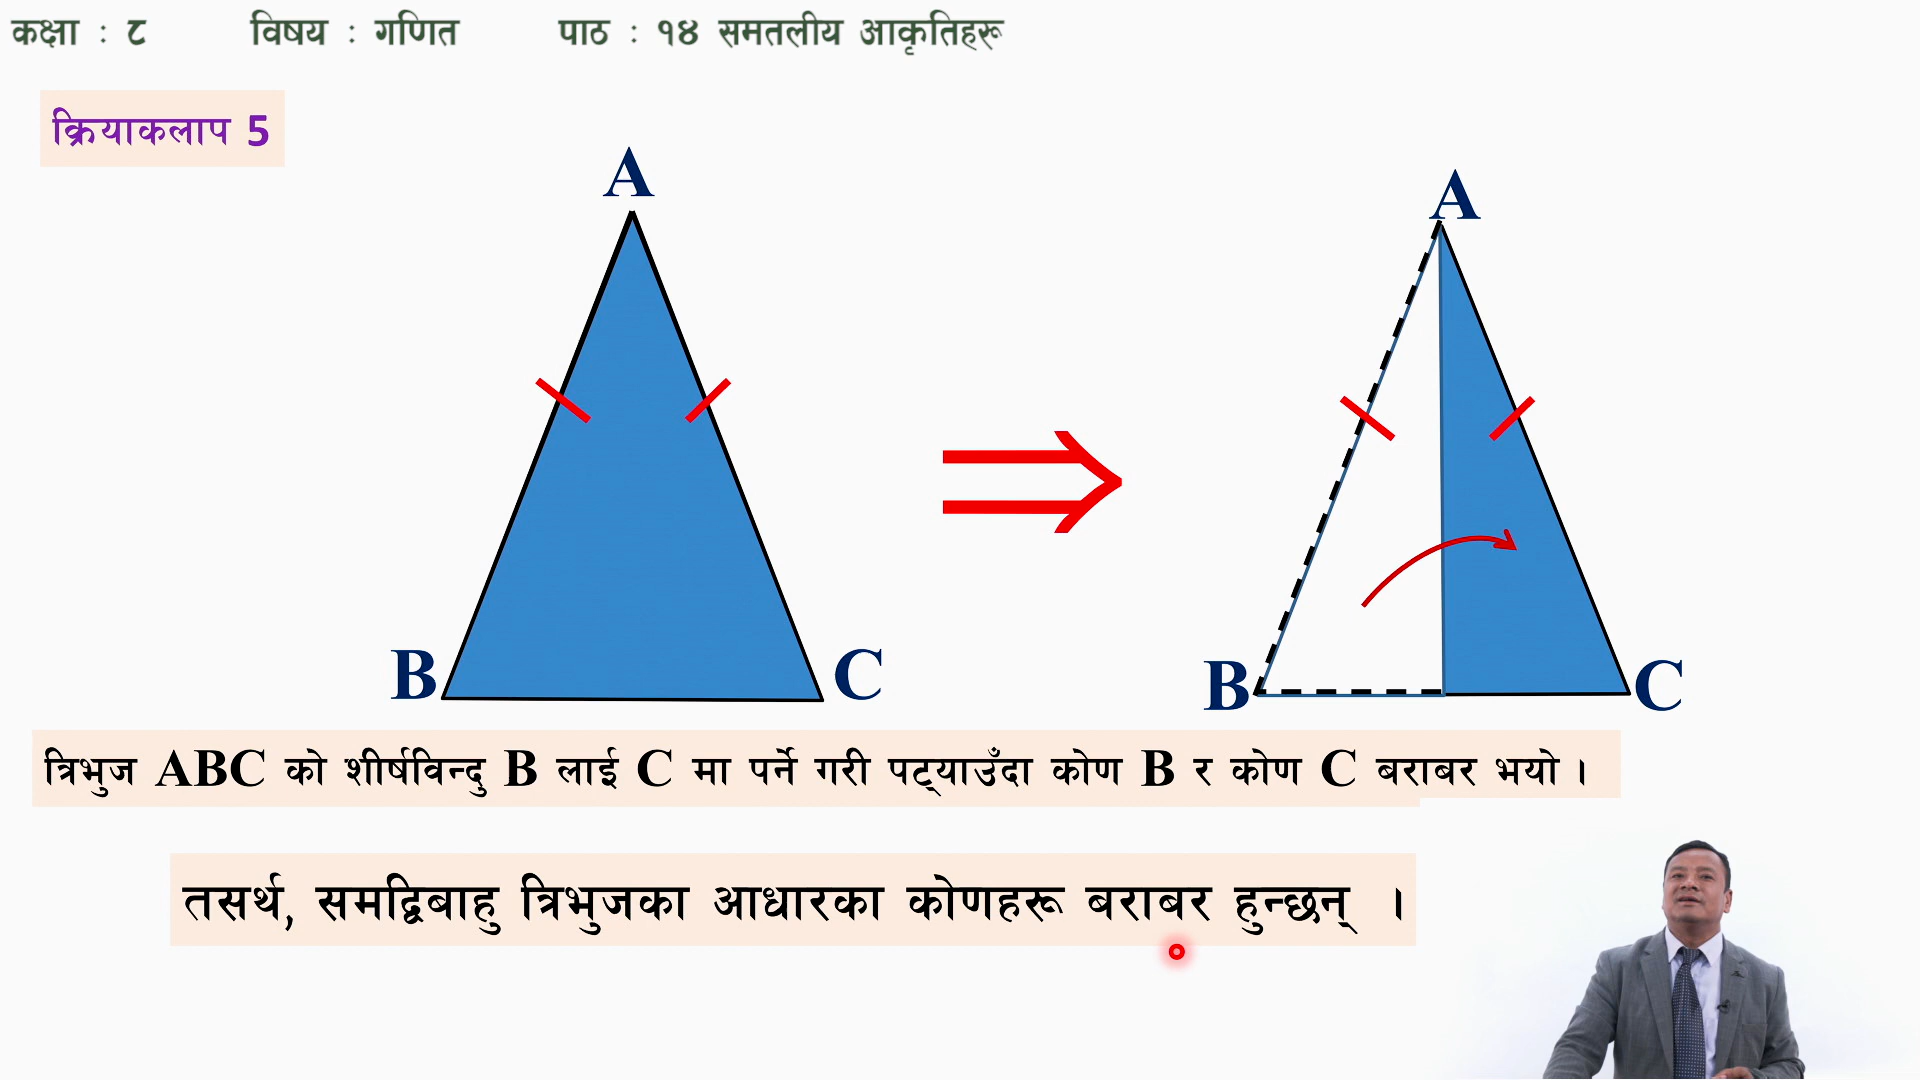 कक्षा : ८ विषय : गणित पाठ : १४ समतलीय आकृतिहरू
क्रियाकलाप 5
A
A
B
C
B
C
त्रिभुज ABC को शीर्षविन्दु B लाई C मा पर्ने गरी पट्याउँदा कोण B र कोण C बराबर भयो ।
तसर्थ, समद्विबाहु त्रिभुजका आधारका कोणहरू बराबर हुन्छन् ।